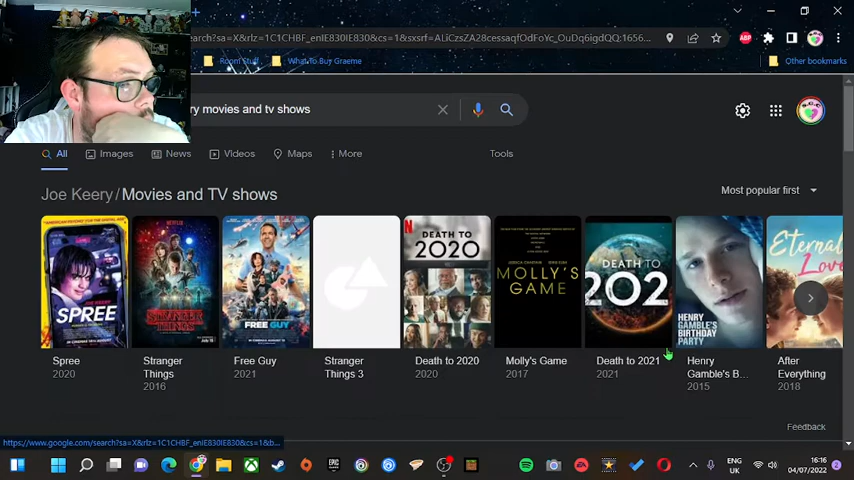 search?sa=X&rlz=1C1CHBF_enIE830IE830&cs=1&sxsrf=ALiCzsZA28cessaqfOdFoYc_OuDq6jgdQQ:1656...
Room Stuff
What To Buy Graeme
Other bookmarks
ry movies and tv shows
All
Images
News
Videos
Maps
More
Tools
Joe Keery/Movies and TV shows
Most popular first
SPREE
STRANGER THINGS
FREE GUY
DEATH TO 2020
MOLLY'S GAME
DEATH TO 202
HENRY GAMBLE'S BIRTHDAY PARTY
Eternal Love
Spree
2020
Stranger Things
2016
Free Guy
2021
Stranger Things 3
Death to 2020
2020
Molly's Game
2017
Death to 2021
2021
Henry Gamble's B...
2015
After Everything
2018
Feedback
https://www.google.com/search?sa=X&rlz=1C1CHBF_enIE830IE830&cs=1&b...
ENG
UK
16:16
04/07/2022